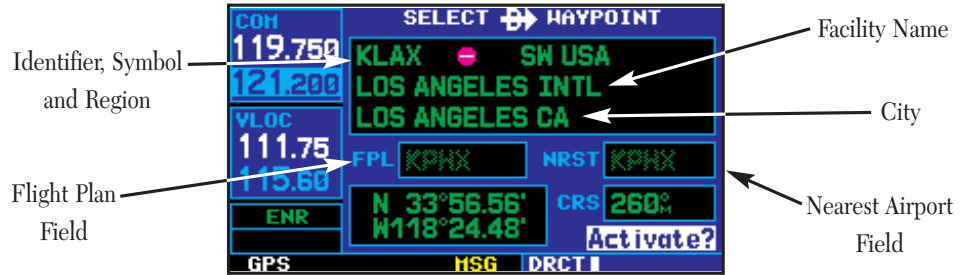 COM
119.750
121.200
VLOC
111.75
115.60
ENR
SELECT D WAYPOINT
KLAX SW USA
LOS ANGELES INTL
LOS ANGELES CA
FPL KPHX NRST KPHX
N 33°56.56'
W118°24.48'
CRS 260°M
Activate?
GPS MSG DRCT
Identifier, Symbol
and Region
Flight Plan
Field
Facility Name
City
Nearest Airport
Field